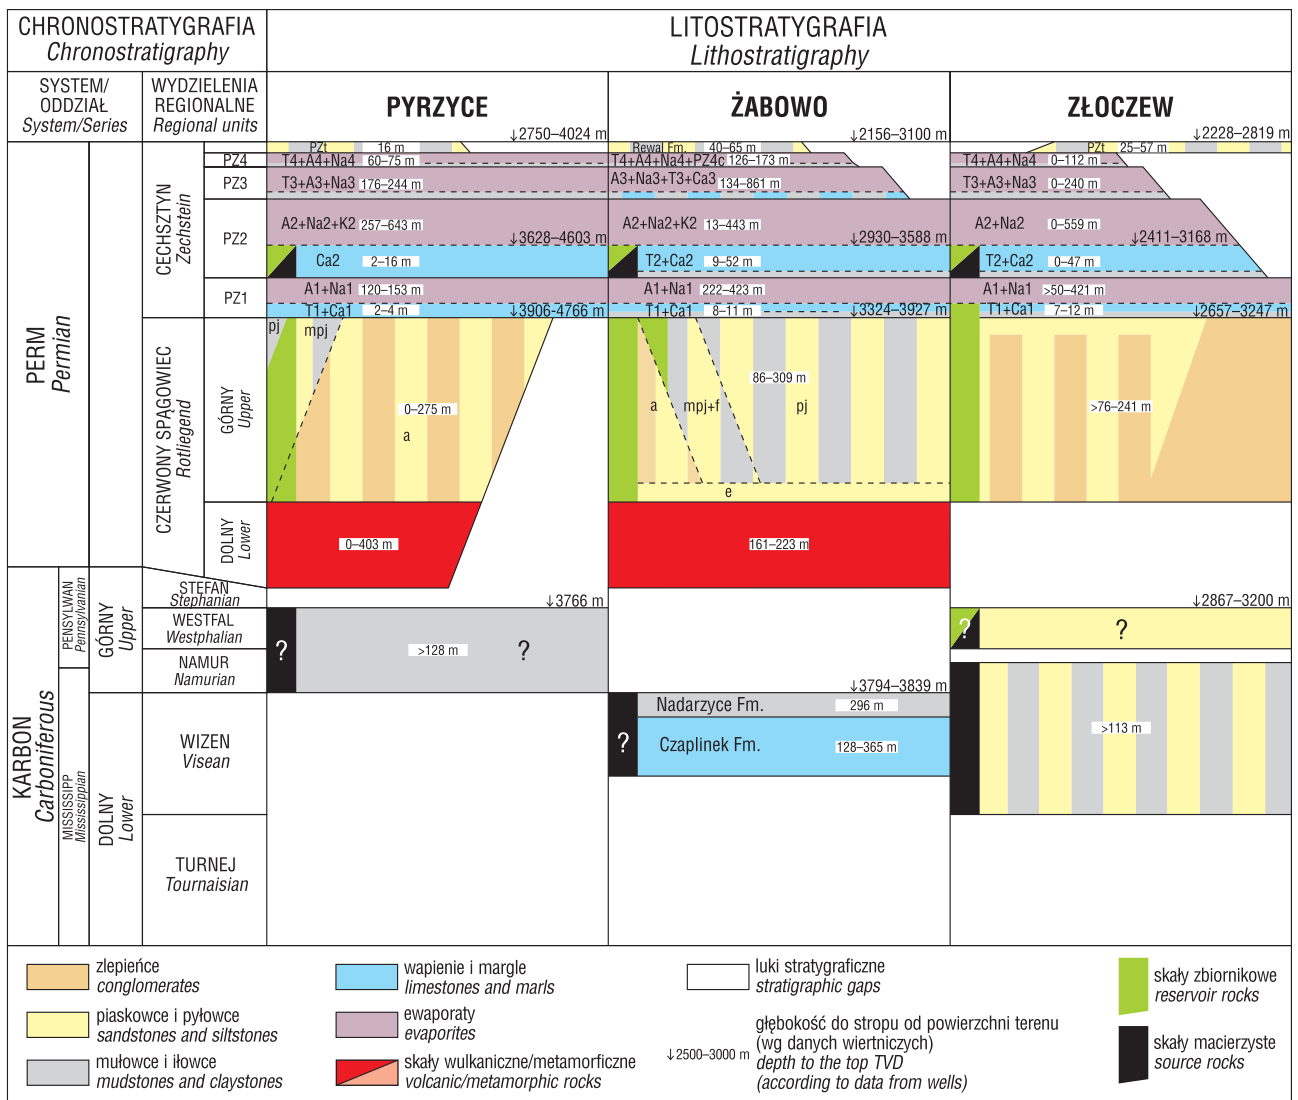 CHRONOSTRATYGRAFIA
Chronostratigraphy
LITOSTRATYGRAFIA
Lithostratigraphy
SYSTEM/
ODDZIAŁ
System/Series
WYDZIELENIA
REGIONALNE
Regional units
PYRZYCE
↓2750–4024 m
ŻABOWO
↓2156–3100 m
ZŁOCZEW
↓2228–2819 m
PERM
Permian
CECHSZTYN
Zechstein
PZ4
PZ3
PZ2
PZ1
CZERWONY SPĄGOWIEC
Rotliegend
GÓRNY
Upper
DOLNY
Lower
KARBON
Carboniferous
PENSYLWAN
Pennsylvanian
MISSISSIPP
Mississippian
GÓRNY
Upper
DOLNY
Lower
STEFAN
Stephanian
WESTFAL
Westphalian
NAMUR
Namurian
WIZEN
Visean
TURNEJ
Tournaisian
PZt 16 m
T4+A4+Na4 60–75 m
T3+A3+Na3 176–244 m
A2+Na2+K2 257–643 m
↓3628–4603 m
Ca2 2–16 m
A1+Na1 120–153 m
T1+Ca1 2–4 m
↓3906–4766 m
pj
mpj
0–275 m
a
0–403 m
↓3766 m
?
>128 m
?
Rewal Fm. 40–65 m
T4+A4+Na4+PZ4c 126–173 m
A3+Na3+T3+Ca3 134–861 m
A2+Na2+K2 13–443 m
↓2930–3588 m
T2+Ca2 9–52 m
A1+Na1 222–423 m
T1+Ca1 8–11 m
↓3324–3927 m
86–309 m
a
mpj+f
pj
e
161–223 m
↓3794–3839 m
?
Nadarzyce Fm. 296 m
Czaplinek Fm. 128–365 m
PZt 25–57 m
T4+A4+Na4 0–112 m
T3+A3+Na3 0–240 m
A2+Na2 0–559 m
↓2411–3168 m
T2+Ca2 0–47 m
A1+Na1 >50–421 m
T1+Ca1 7–12 m
↓2657–3247 m
>76–241 m
↓2867–3200 m
?
?
>113 m
zlepieńce
conglomerates
piaskowce i pyłowce
sandstones and siltstones
mułowce i iłowce
mudstones and claystones
wapienie i margle
limestones and marls
ewaporaty
evaporites
skały wulkaniczne/metamorficzne
volcanic/metamorphic rocks
luki stratygraficzne
stratigraphic gaps
↓2500–3000 m
głębokość do stropu od powierzchni terenu
(wg danych wiertniczych)
depth to the top TVD
(according to data from wells)
skały zbiornikowe
reservoir rocks
skały macierzyste
source rocks